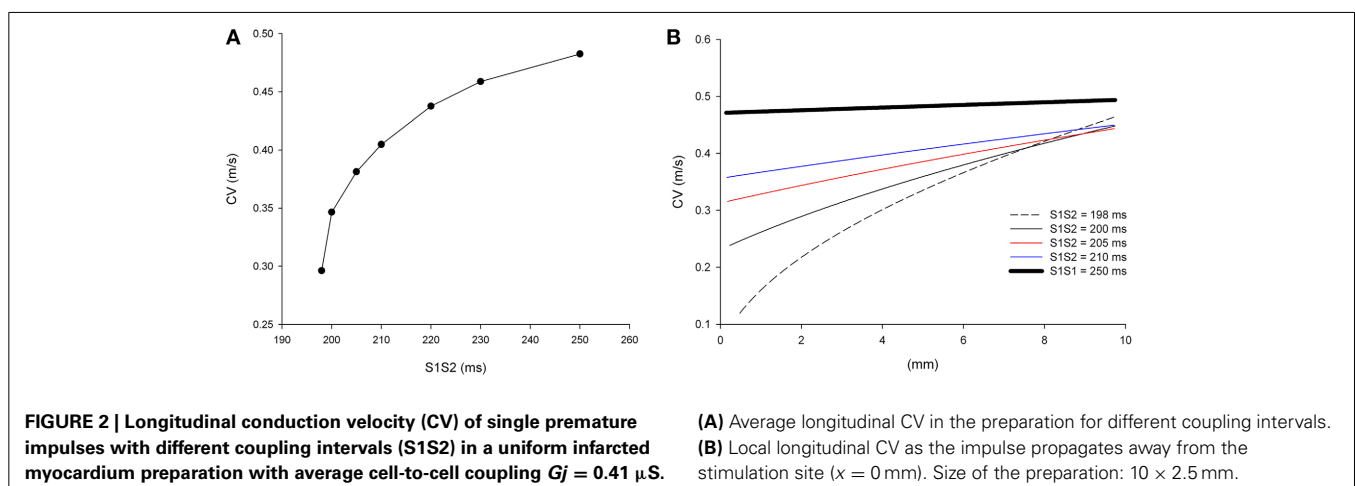 A
0.50
0.45
0.40
0.35
0.30
0.25
CV (m/s)
190 200 210 220 230 240 250 260
S1S2 (ms)
B
0.6
0.5
0.4
0.3
0.2
0.1
CV (m/s)
S1S2 = 198 ms
S1S2 = 200 ms
S1S2 = 205 ms
S1S2 = 210 ms
S1S1 = 250 ms
0 2 4 6 8 10
(mm)
FIGURE 2 | Longitudinal conduction velocity (CV) of single premature
impulses with different coupling intervals (S1S2) in a uniform infarcted
myocardium preparation with average cell-to-cell coupling Gj = 0.41 μS.
(A) Average longitudinal CV in the preparation for different coupling intervals.
(B) Local longitudinal CV as the impulse propagates away from the
stimulation site (x = 0 mm). Size of the preparation: 10 × 2.5 mm.